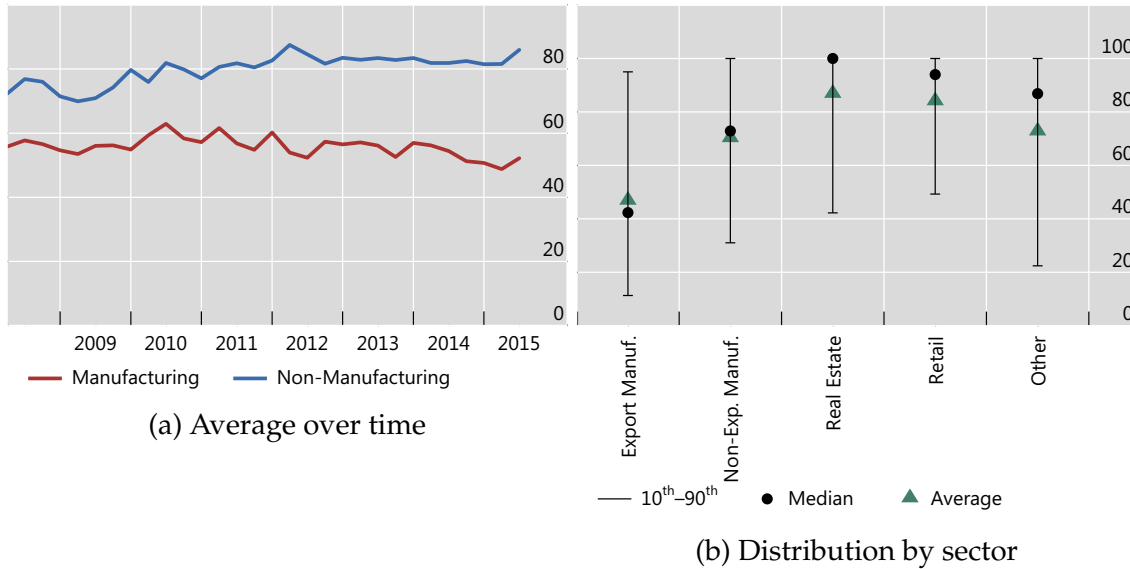 80
60
40
20
0
2009 2010 2011 2012 2013 2014 2015
Manufacturing Non-Manufacturing
(a) Average over time
100
80
60
40
20
0
Export Manuf.
Non-Exp. Manuf.
Real Estate
Retail
Other
10th–90th Median Average
(b) Distribution by sector